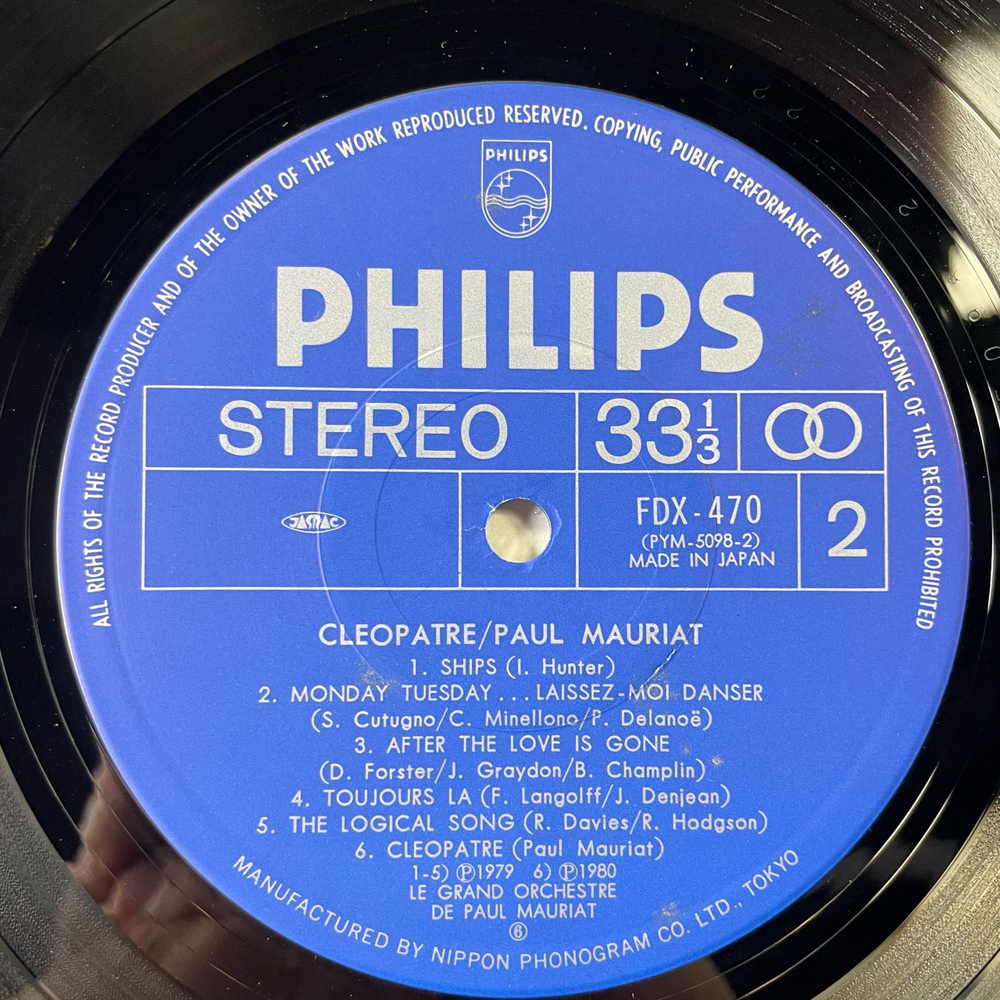 ALL RIGHTS OF THE RECORD PRODUCER AND OF THE OWNER OF THE WORK REPRODUCED RESERVED. COPYING, PUBLIC PERFORMANCE AND BROADCASTING OF THIS RECORD PROHIBITED
PHILIPS
PHILIPS
STEREO
33 1/3
JASRAC
FDX-470
(PYM-5098-2)
MADE IN JAPAN
2
CLEOPATRE/PAUL MAURIAT
1. SHIPS (I. Hunter)
2. MONDAY TUESDAY...LAISSEZ-MOI DANSER
(S. Cutugno/C. Minellono/P. Delanoë)
3. AFTER THE LOVE IS GONE
(D. Forster/J. Graydon/B. Champlin)
4. TOUJOURS LA (F. Langolff/J. Denjean)
5. THE LOGICAL SONG (R. Davies/R. Hodgson)
6. CLEOPATRE (Paul Mauriat)
1-5) ℗1979 6) ℗1980
LE GRAND ORCHESTRE
DE PAUL MAURIAT
⑥
MANUFACTURED BY NIPPON PHONOGRAM CO. LTD., TOKYO